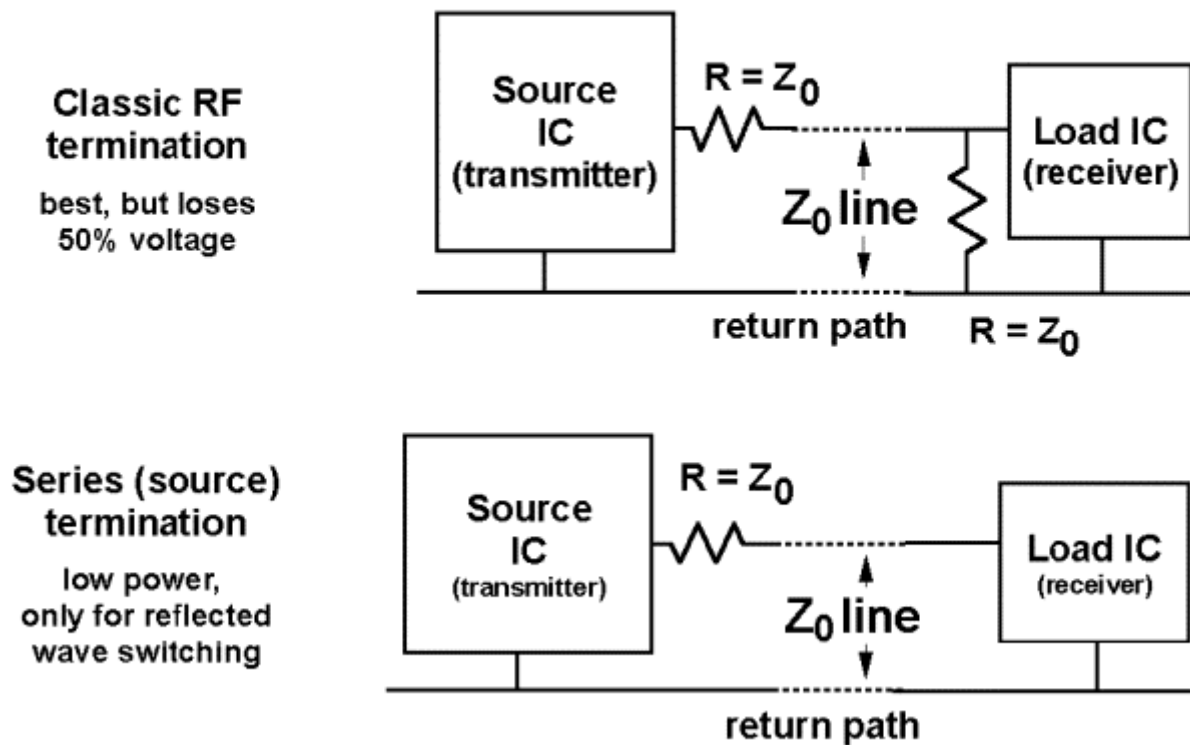 Classic RF
termination
best, but loses
50% voltage
Source
IC
(transmitter)
R = Z0
Z0 line
return path
Load IC
(receiver)
R = Z0
Series (source)
termination
low power,
only for reflected
wave switching
Source
IC
(transmitter)
R = Z0
Z0 line
return path
Load IC
(receiver)